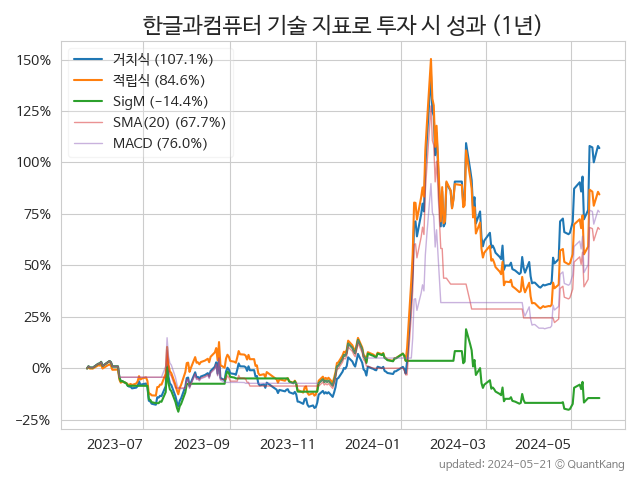 한글과컴퓨터 기술 지표로 투자 시 성과 (1년)
거치식 (107.1%)
적립식 (84.6%)
SigM (−14.4%)
SMA(20) (67.7%)
MACD (76.0%)
150%
125%
100%
75%
50%
25%
0%
−25%
2023-07 2023-09 2023-11 2024-01 2024-03 2024-05
updated: 2024-05-21 © QuantKang